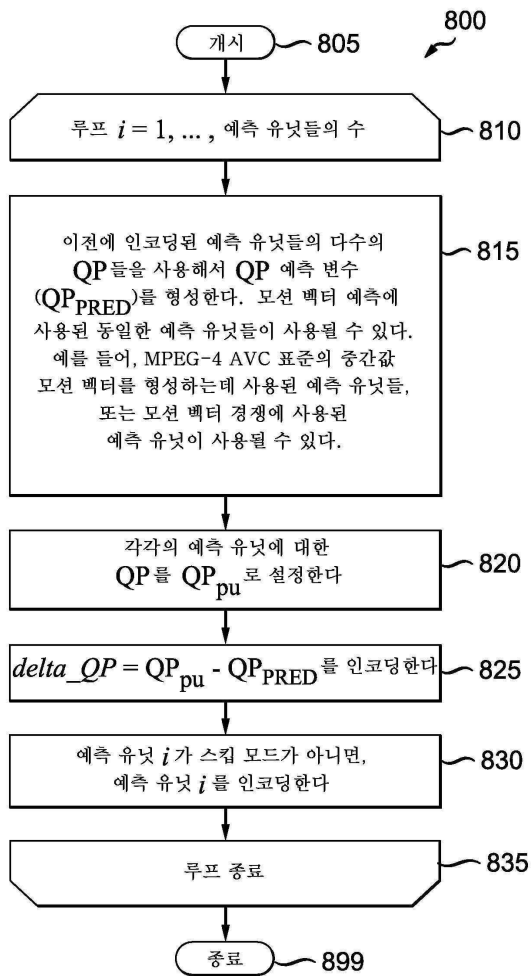 800
개시 805
루프 i = 1, ... , 예측 유닛들의 수 810
815
이전에 인코딩된 예측 유닛들의 다수의
QP들을 사용해서 QP 예측 변수
(QPPRED)를 형성한다. 모션 벡터 예측에
사용된 동일한 예측 유닛들이 사용될 수 있다.
예를 들어, MPEG-4 AVC 표준의 중간값
모션 벡터를 형성하는데 사용된 예측 유닛들,
또는 모션 벡터 경쟁에 사용된
예측 유닛이 사용될 수 있다.
각각의 예측 유닛에 대한
QP를 QPpu로 설정한다 820
delta_QP = QPpu - QPPRED를 인코딩한다 825
예측 유닛 i가 스킵 모드가 아니면, 830
예측 유닛 i를 인코딩한다
루프 종료 835
종료 899